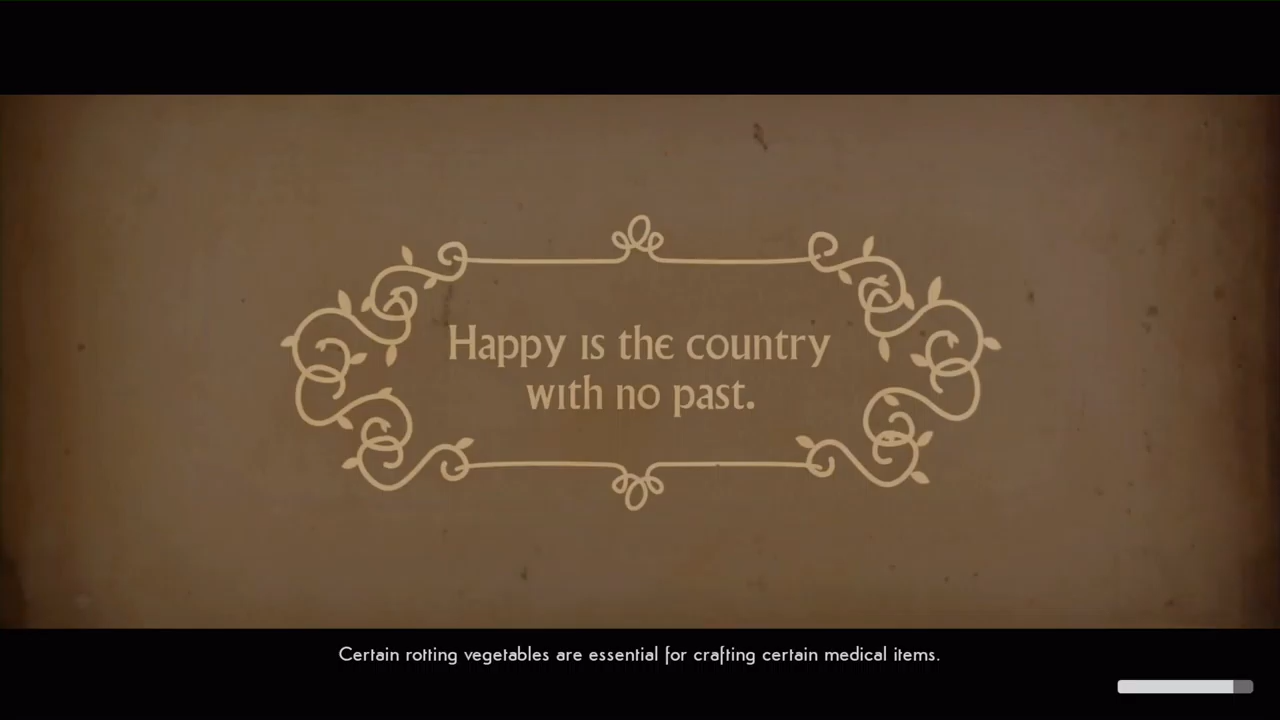 Happy is the country
with no past.
Certain rotting vegetables are essential for crafting certain medical items.